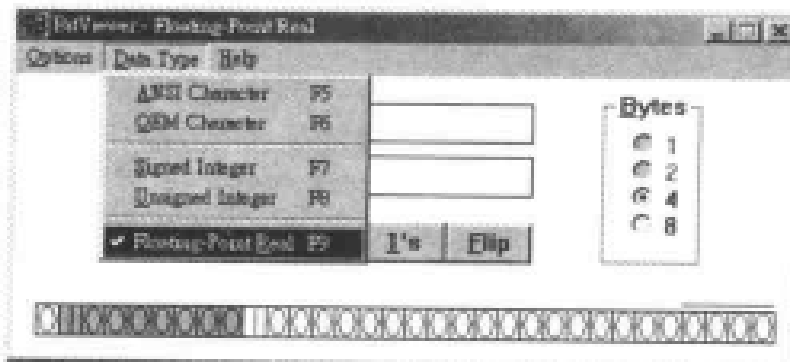 BitViewer - Floating-Point Real
Options Data Type Help
ANSI Character F5
OEM Character F6
Signed Integer F7
Unsigned Integer F8
✔ Floating-Point Real F9
1's Flip
Bytes
1
2
4
8
01100000000100000000000000000000